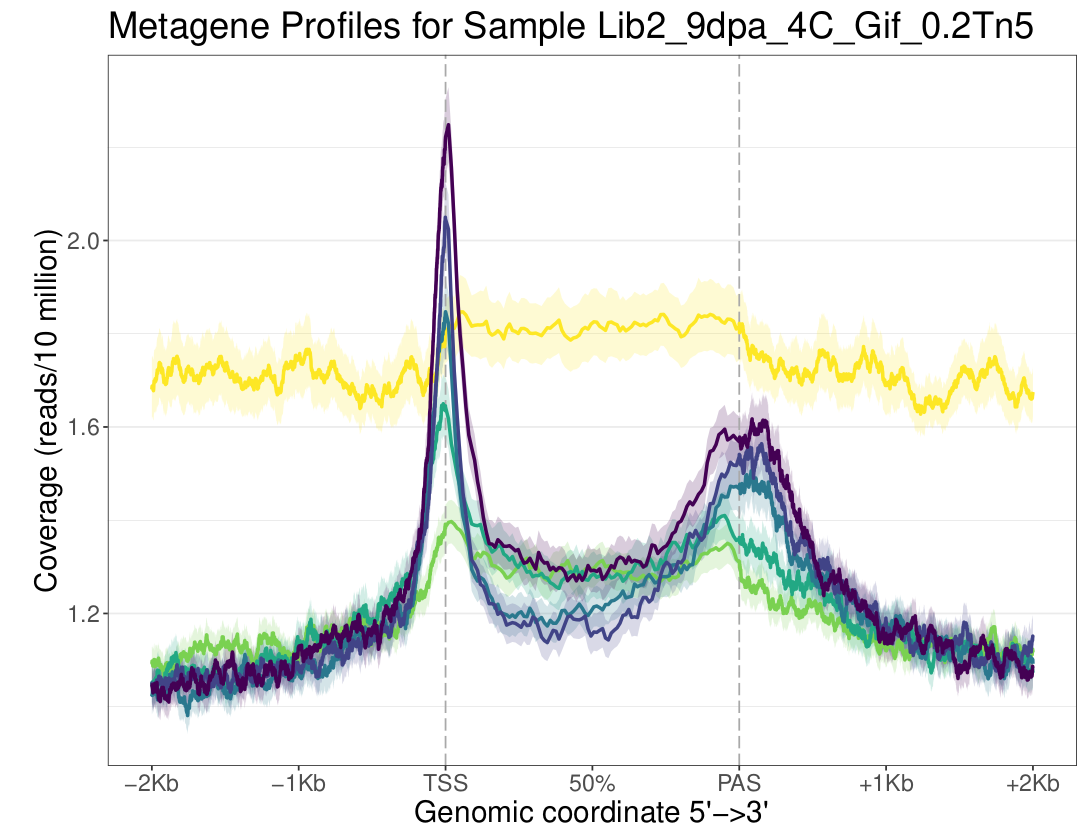 Metagene Profiles for Sample Lib2_9dpa_4C_Gif_0.2Tn5
Coverage (reads/10 million)
2.0
1.6
1.2
−2Kb −1Kb TSS 50% PAS +1Kb +2Kb
Genomic coordinate 5'−>3'